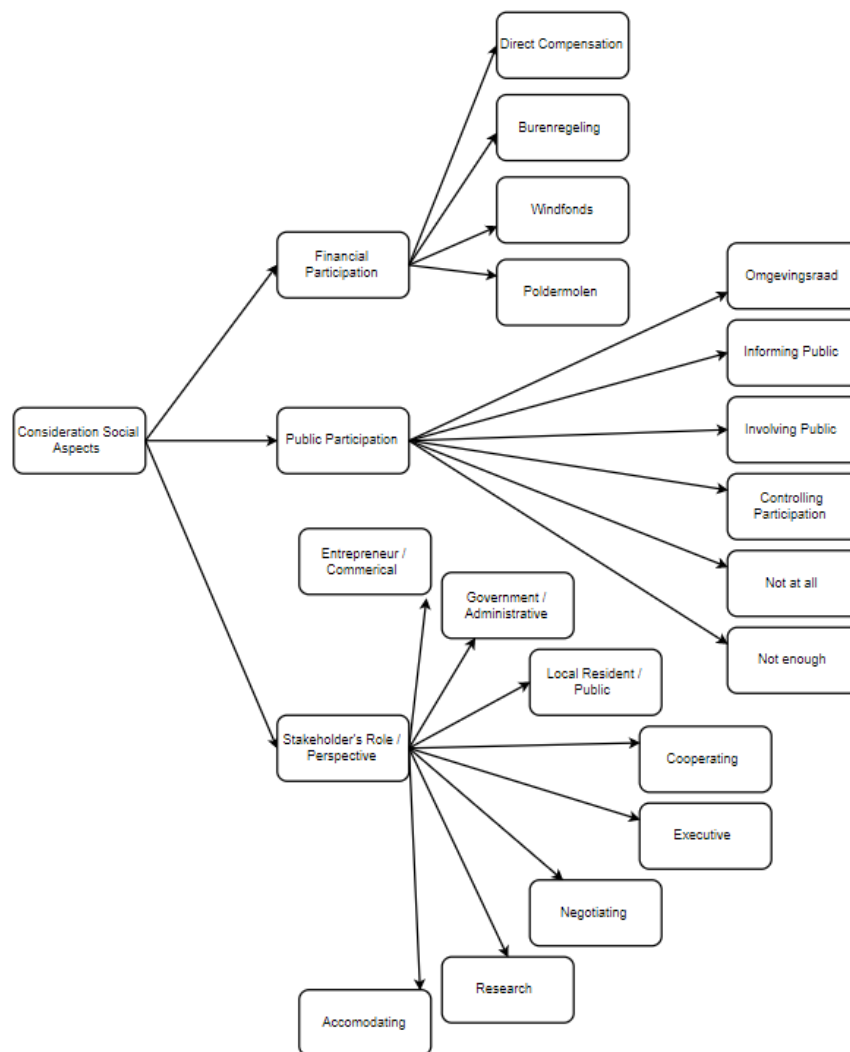 Direct Compensation
Burenregeling
Windfonds
Financial
Participation
Poldermolen
Omgevingsraad
Informing Public
Consideration Social
Aspects
Public Participation
Involving Public
Controlling
Participation
Entrepreneur /
Commerical
Government /
Administrative
Not at all
Not enough
Local Resident /
Public
Stakeholder's Role /
Perspective
Cooperating
Executive
Negotiating
Research
Accomodating